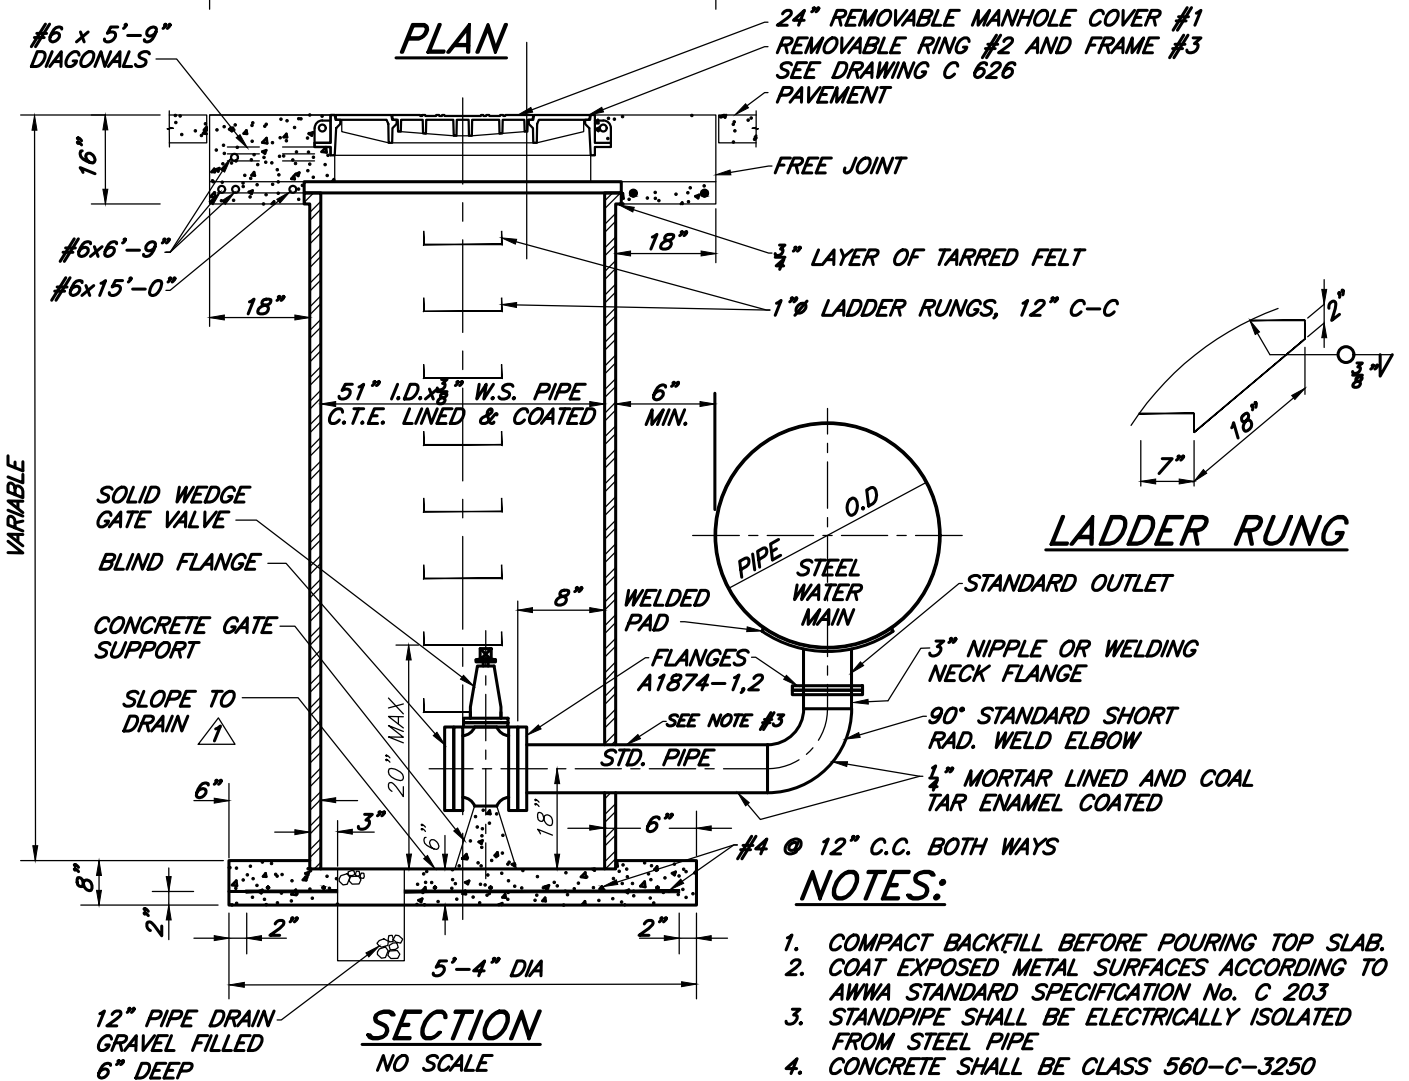 PLAN
#6 x 5'-9"
DIAGONALS
24" REMOVABLE MANHOLE COVER #1
REMOVABLE RING #2 AND FRAME #3
SEE DRAWING C 626
PAVEMENT
16"
FREE JOINT
#6x6'-9"
#6x15'-0"
18"
18"
3/4" LAYER OF TARRED FELT
1"ø LADDER RUNGS, 12" C-C
2"
3/8"
18"
7"
LADDER RUNG
51" I.D.x3/8" W.S. PIPE
C.T.E. LINED & COATED
6"
MIN.
VARIABLE
SOLID WEDGE
GATE VALVE
BLIND FLANGE
CONCRETE GATE
SUPPORT
SLOPE TO
DRAIN
1
O.D
PIPE
STEEL
WATER
MAIN
8"
WELDED
PAD
STANDARD OUTLET
FLANGES
A1874-1,2
3" NIPPLE OR WELDING
NECK FLANGE
SEE NOTE #3
90° STANDARD SHORT
RAD. WELD ELBOW
STD. PIPE
20" MAX
1/4" MORTAR LINED AND COAL
TAR ENAMEL COATED
6"
3"
6"
18"
6"
#4 @ 12" C.C. BOTH WAYS
8"
2"
2"
2"
5'-4" DIA
12" PIPE DRAIN
GRAVEL FILLED
6" DEEP
SECTION
NO SCALE
NOTES:
1. COMPACT BACKFILL BEFORE POURING TOP SLAB.
2. COAT EXPOSED METAL SURFACES ACCORDING TO
AWWA STANDARD SPECIFICATION No. C 203
3. STANDPIPE SHALL BE ELECTRICALLY ISOLATED
FROM STEEL PIPE
4. CONCRETE SHALL BE CLASS 560-C-3250